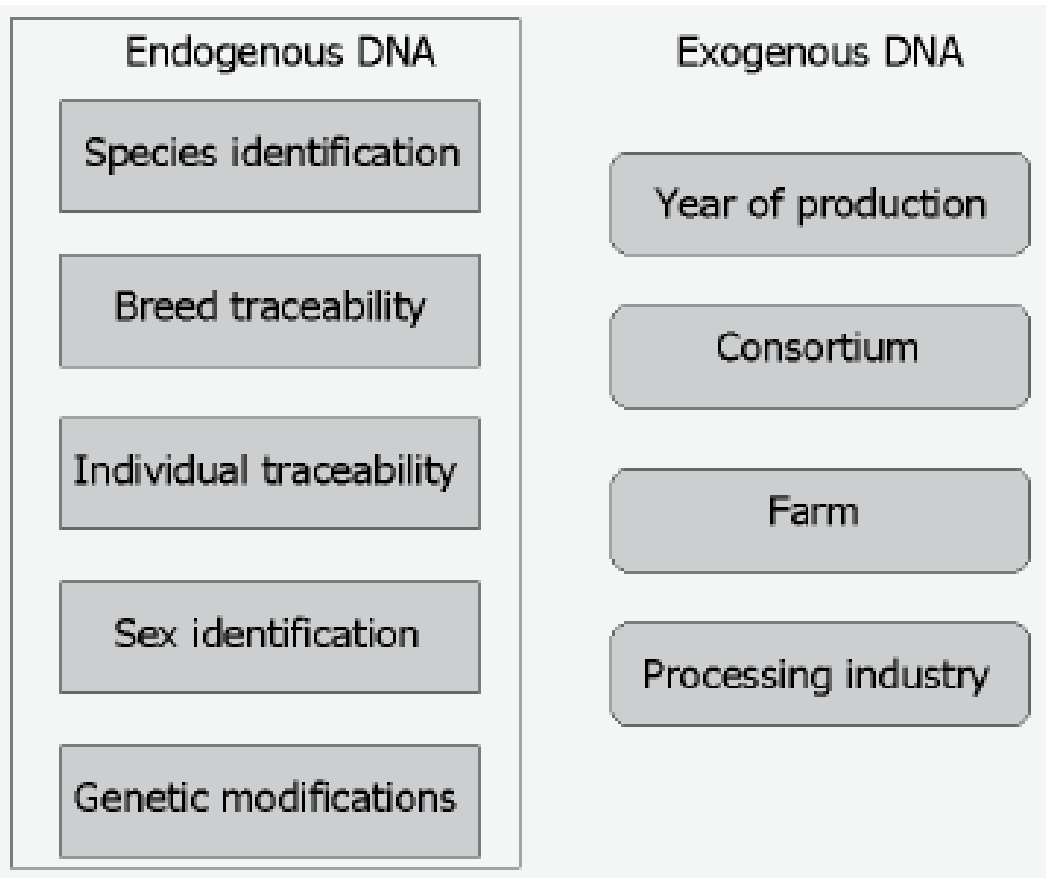 Endogenous DNA
Species identification
Breed traceability
Individual traceability
Sex identification
Genetic modifications
Exogenous DNA
Year of production
Consortium
Farm
Processing industry